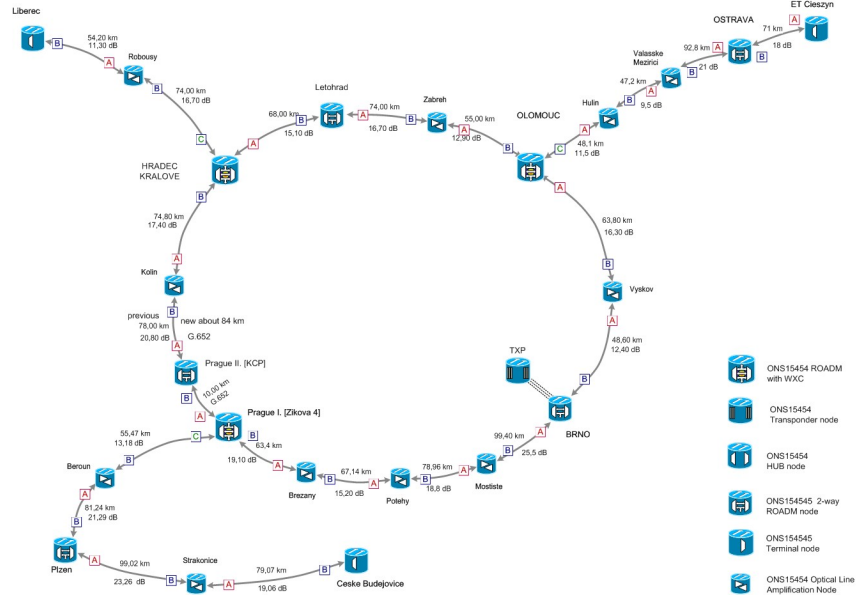 ET Cieszyn
Liberec
OSTRAVA
54,20 km
B
11,30 dB
A
Robousy
71 km
A
18 dB
B
92,8 km
A
21 dB
B
Valasske
Mezirici
B
74,00 km
16,70 dB
C
Letohrad
68,00 km
B
15,10 dB
A
74,00 km
A
16,70 dB
B
Zabreh
55,00 km
A
12,90 dB
B
OLOMOUC
47,2 km
A
B
9,5 dB
Hulin
A
48,1 km
C
11,5 dB
HRADEC
KRALOVE
B
74,80 km
17,40 dB
A
Kolin
A
63,80 km
16,30 dB
B
Vyskov
B
previous
78,00 km
20,80 dB
new about 84 km
G.652
A
Prague II. [KCP]
A
48,60 km
12,40 dB
B
TXP
BRNO
10,00 km
G.652
B
A
Prague I. [Zikova 4]
55,47 km
C
13,18 dB
B
Beroun
B
63,4 km
19,10 dB
A
Brezany
67,14 km
B
15,20 dB
A
Potehy
78,96 km
B
18,8 dB
A
Mostiste
99,40 km
A
B
25,5 dB
A
81,24 km
B
21,29 dB
Plzen
A
99,02 km
23,26 dB
B
Strakonice
79,07 km
A
19,06 dB
B
Ceske Budejovice
ONS15454 ROADM
with WXC
ONS15454
Transponder node
ONS15454
HUB node
ONS154545 2-way
ROADM node
ONS154545
Terminal node
ONS15454 Optical Line
Amplification Node